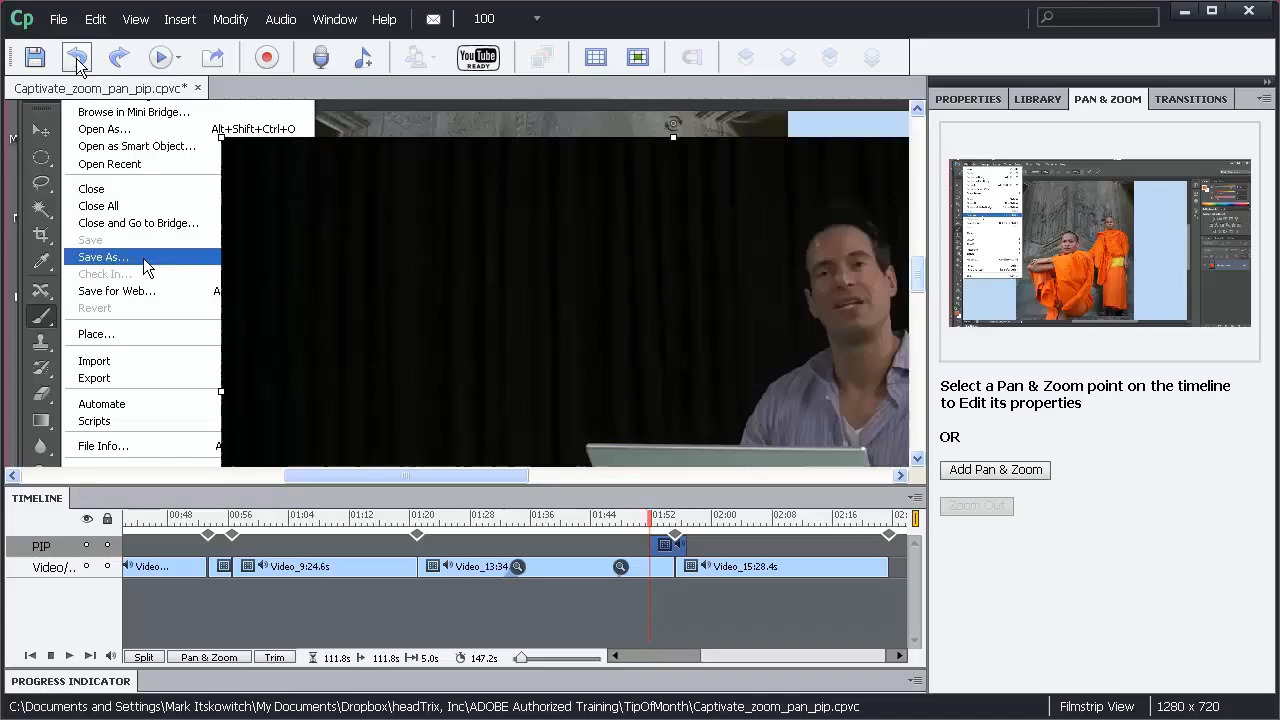 Cp File Edit View Insert Modify Audio Window Help 100
YouTube
READY
Captivate_zoom_pan_pip.cpvc* ×
PROPERTIES LIBRARY PAN & ZOOM TRANSITIONS
Browse in Mini Bridge...
Open As... Alt+Shift+Ctrl+O
Open as Smart Object...
Open Recent
Close
Close All
Close and Go to Bridge...
Save
Save As...
Check In...
Save for Web... A
Revert
Place...
Import
Export
Automate
Scripts
File Info... A
Select a Pan & Zoom point on the timeline
to Edit its properties
OR
Add Pan & Zoom
Zoom Out
TIMELINE
00:48 00:56 01:04 01:12 01:20 01:28 01:36 01:44 01:52 02:00 02:08 02:16 02:
PIP
Video/.. Video... Video_9:24.6s Video_13:34 Video_15:28.4s
Split Pan & Zoom Trim 111.8s 111.8s 5.0s 147.2s
PROGRESS INDICATOR
C:\Documents and Settings\Mark Itskowitch\My Documents\Dropbox\headTrix, Inc\ADOBE Authorized Training\TipOfMonth\Captivate_zoom_pan_pip.cpvc Filmstrip View 1280 x 720